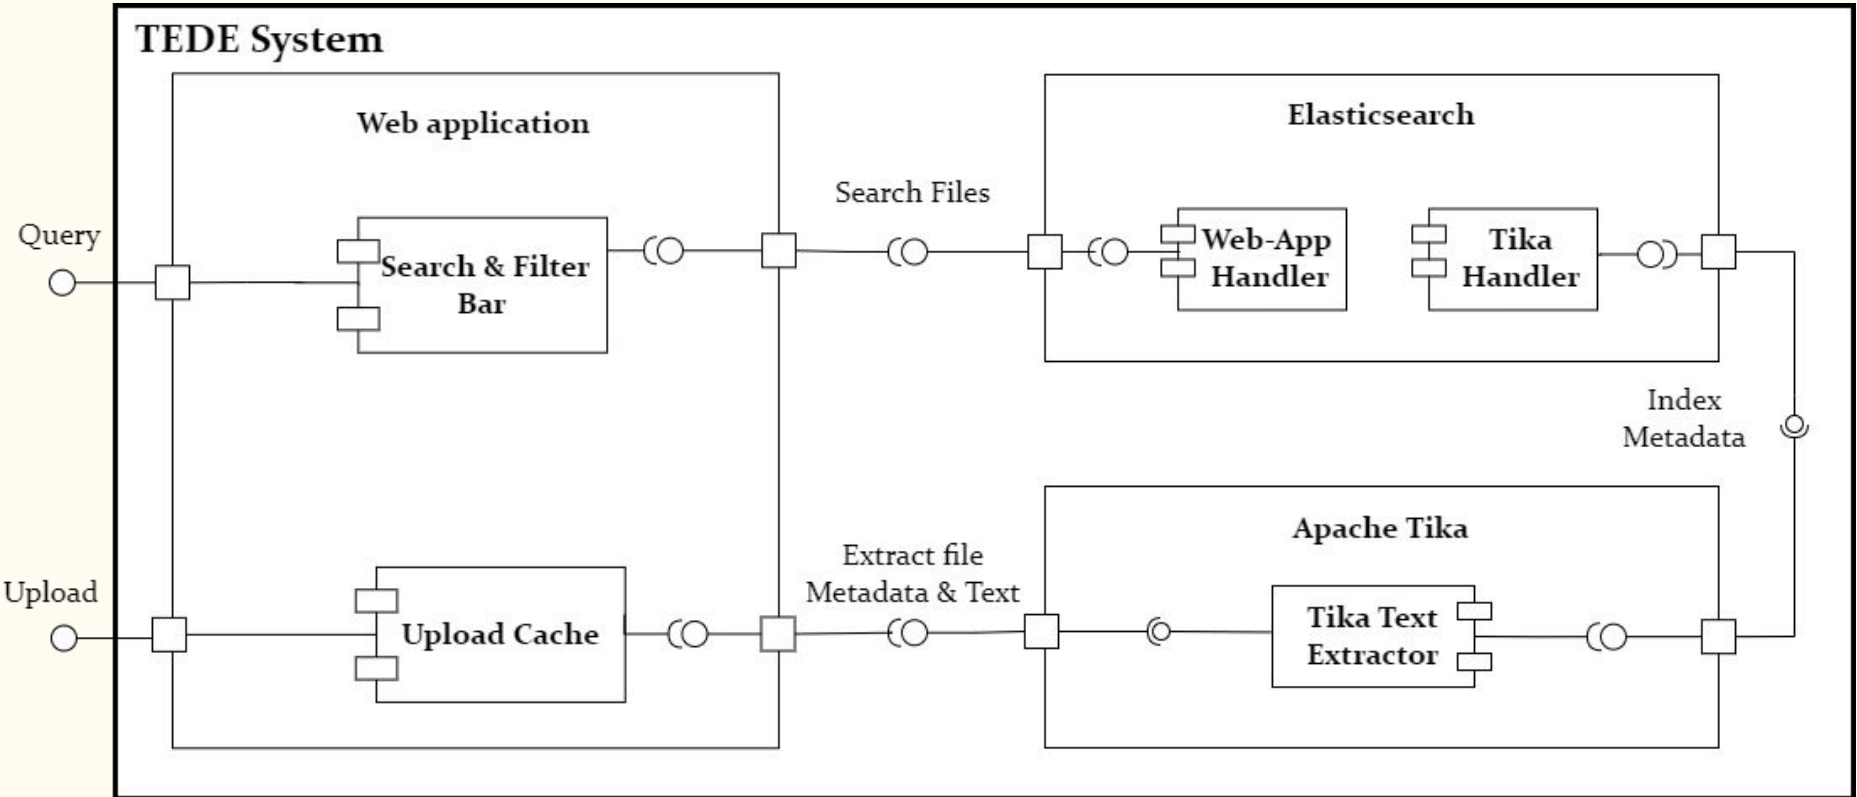 TEDE System
Web application
Elasticsearch
Query
Search & Filter
Bar
Search Files
Web-App
Handler
Tika
Handler
Index
Metadata
Upload
Upload Cache
Extract file
Metadata & Text
Apache Tika
Tika Text
Extractor